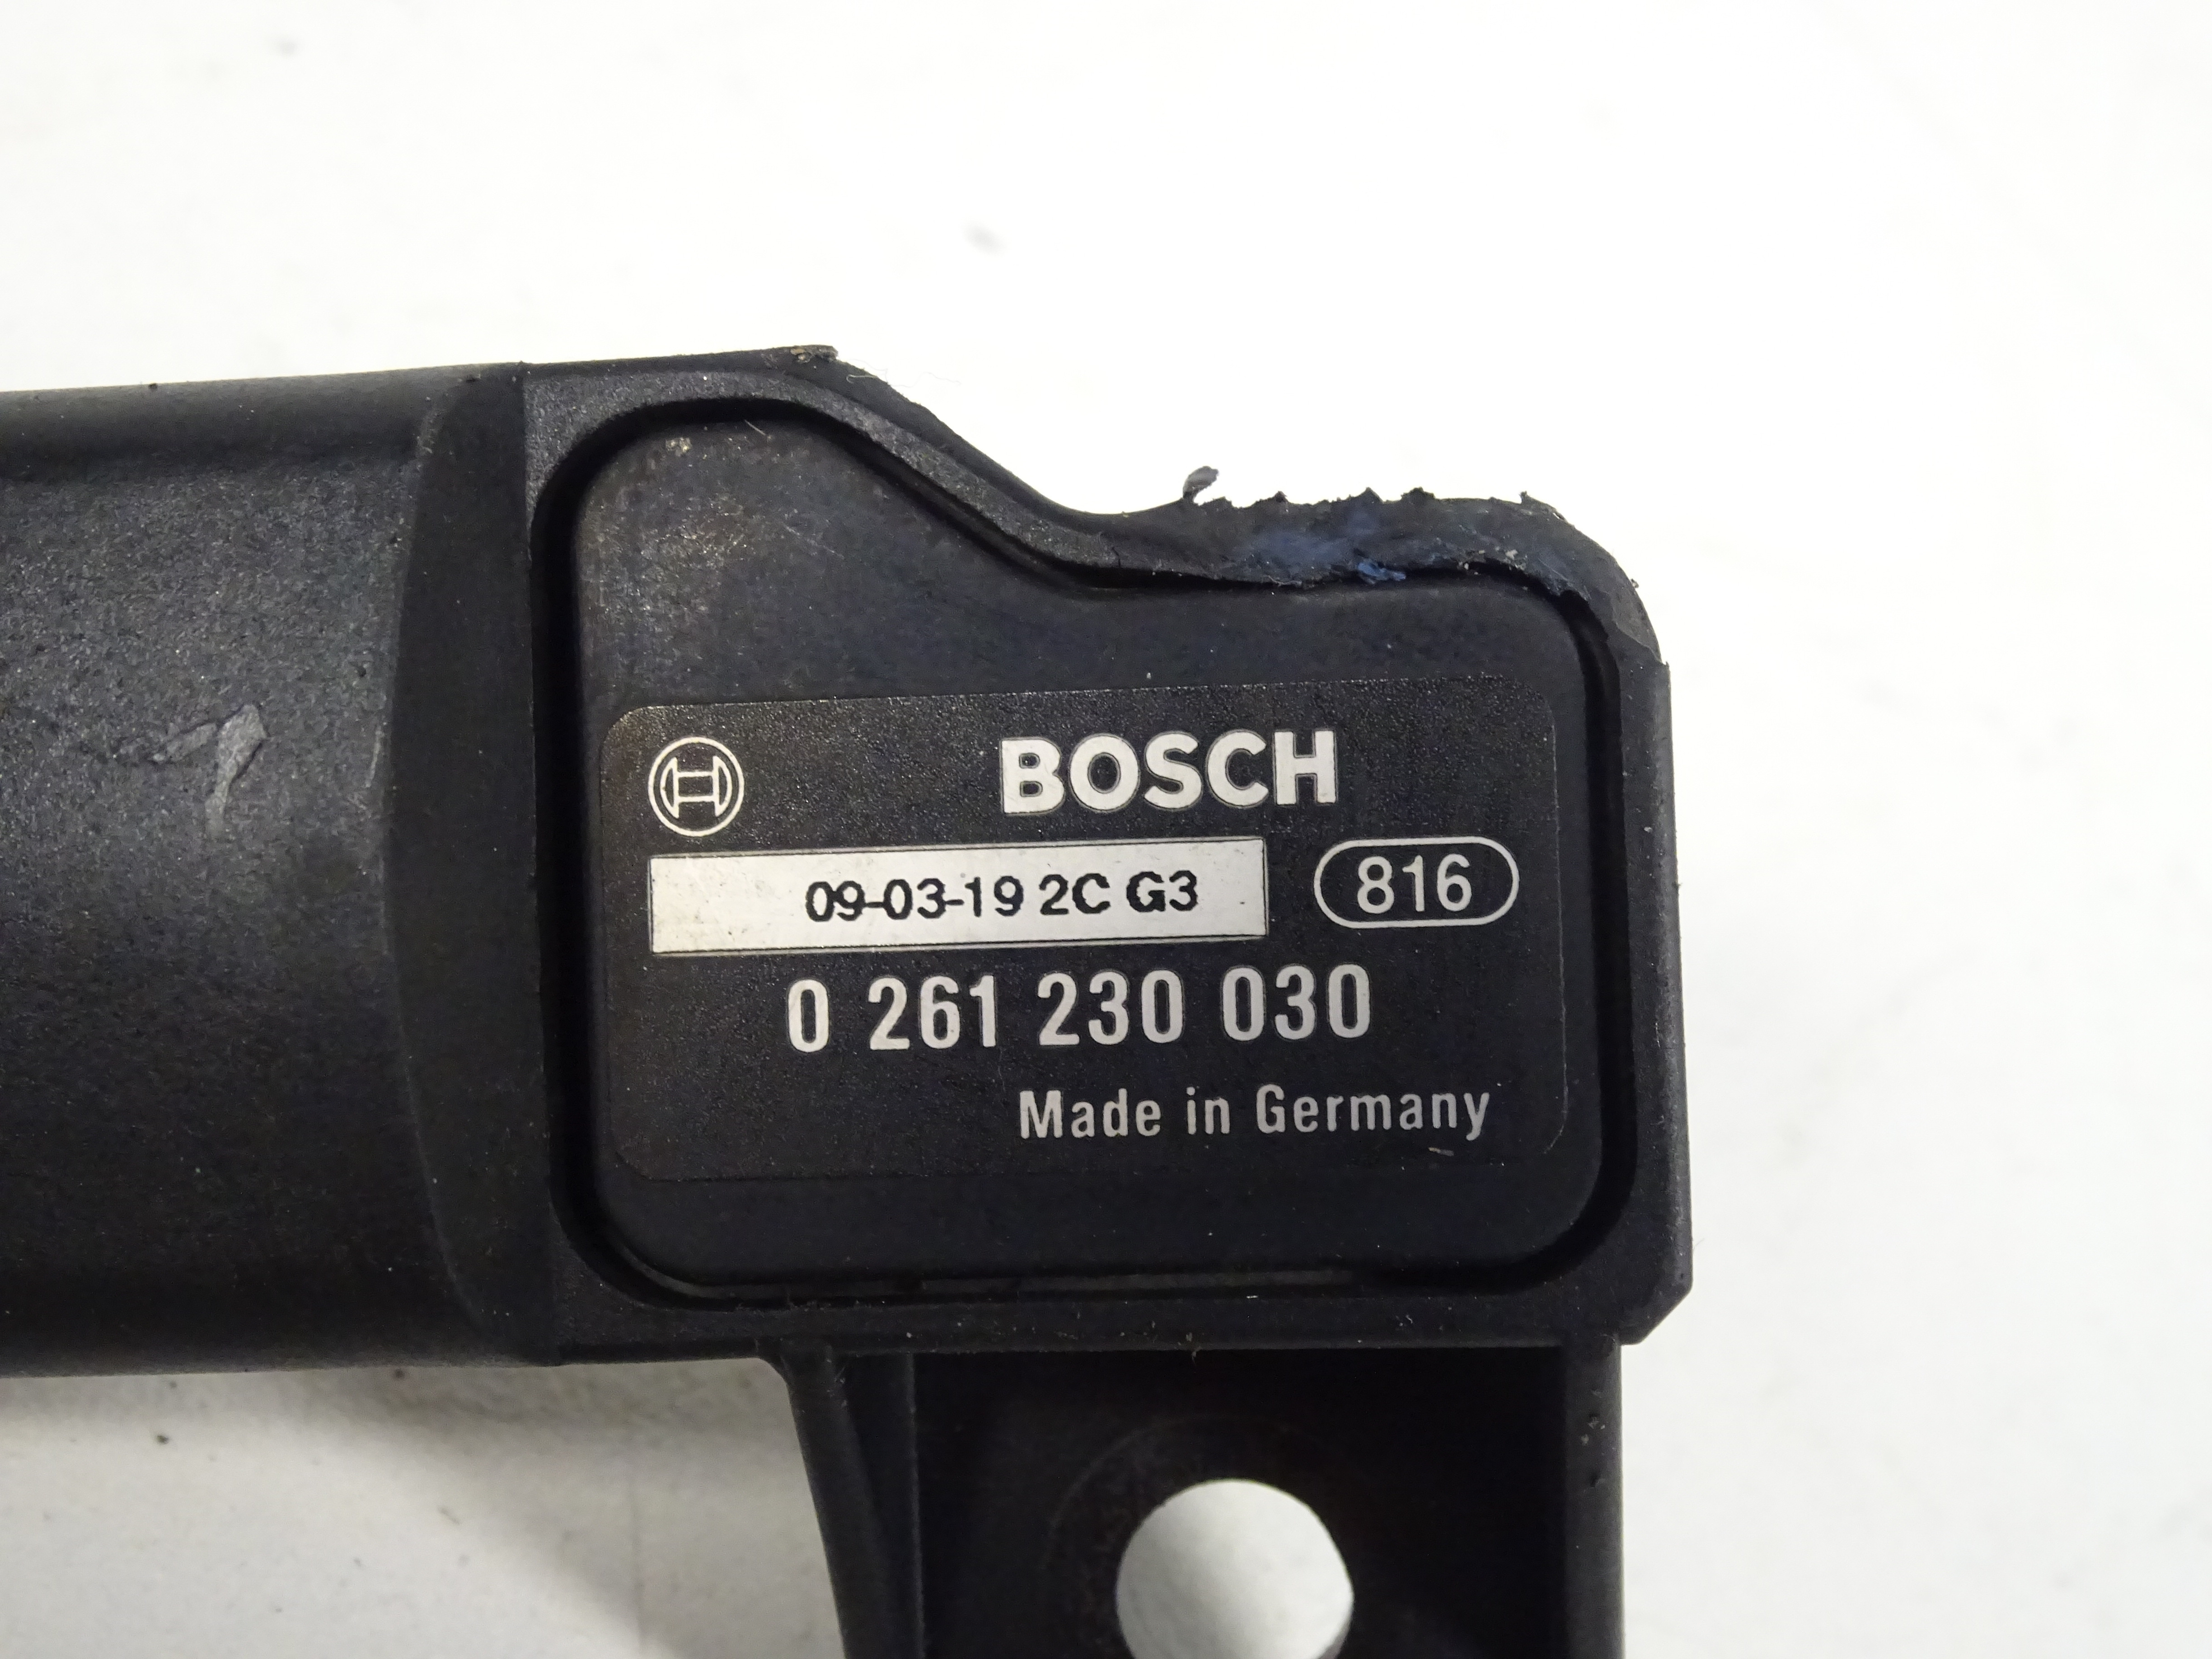 BOSCH
09-03-19 2C G3 816
0 261 230 030
Made in Germany